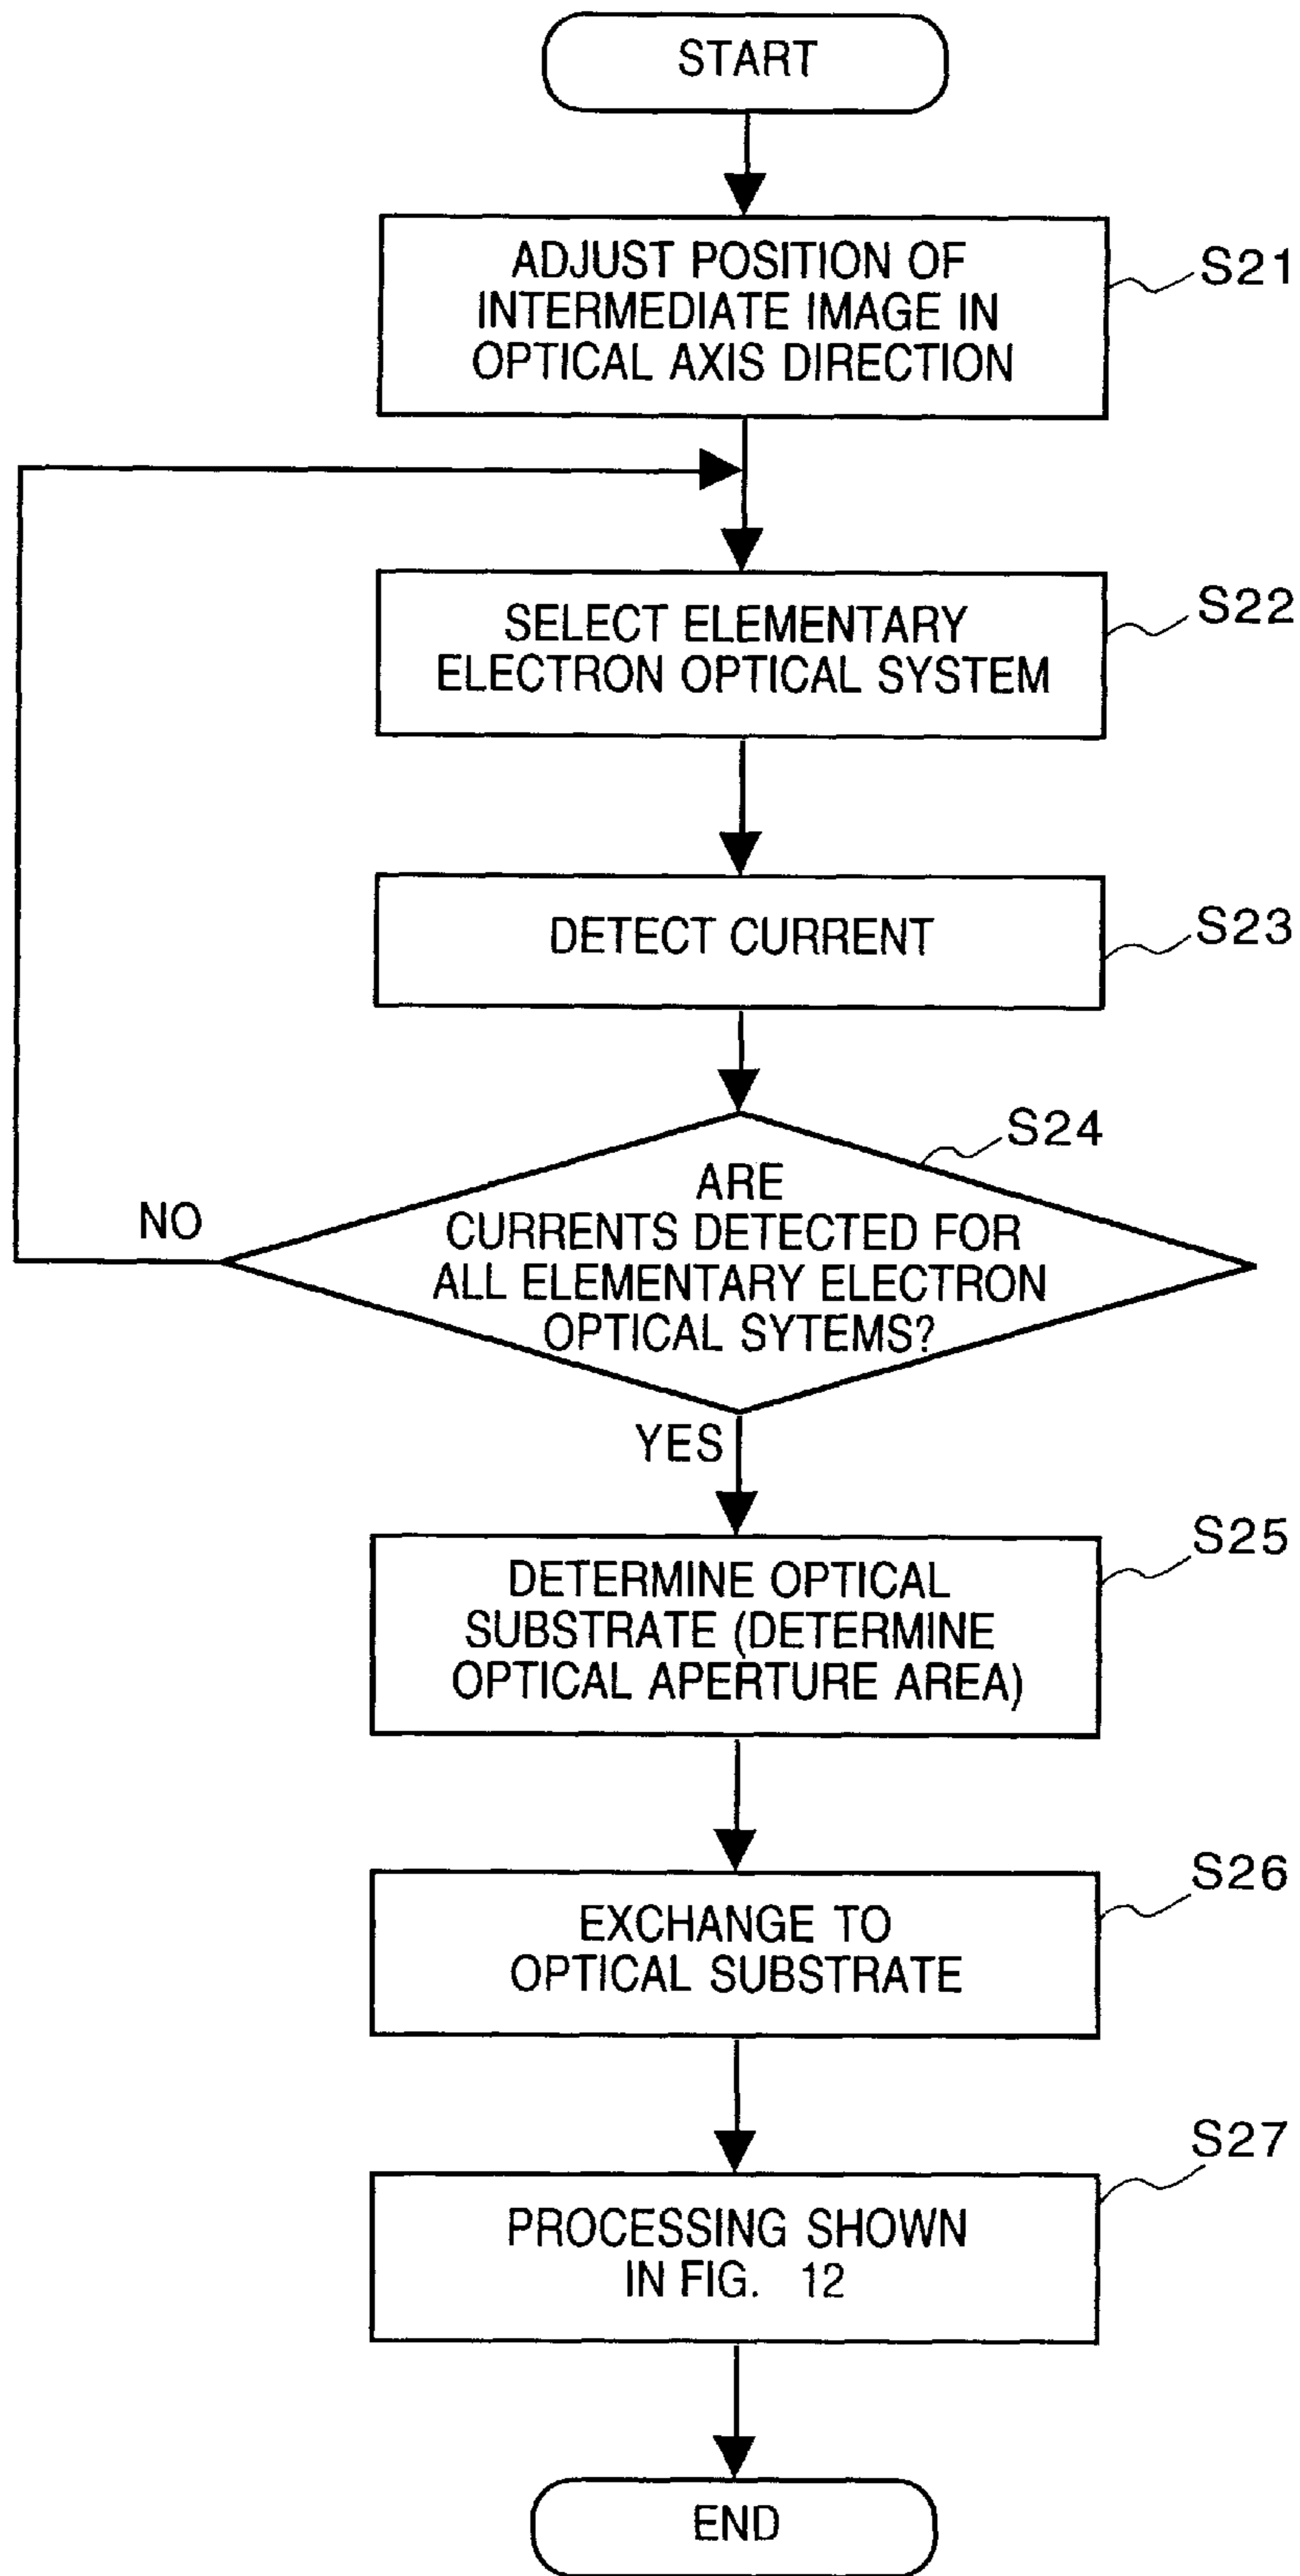 START
ADJUST POSITION OF
INTERMEDIATE IMAGE IN
OPTICAL AXIS DIRECTION
S21
SELECT ELEMENTARY
ELECTRON OPTICAL SYSTEM
S22
DETECT CURRENT
S23
S24
ARE
CURRENTS DETECTED FOR
ALL ELEMENTARY ELECTRON
OPTICAL SYTEMS?
NO
YES
DETERMINE OPTICAL
SUBSTRATE (DETERMINE
OPTICAL APERTURE AREA)
S25
EXCHANGE TO
OPTICAL SUBSTRATE
S26
PROCESSING SHOWN
IN FIG. 12
S27
END